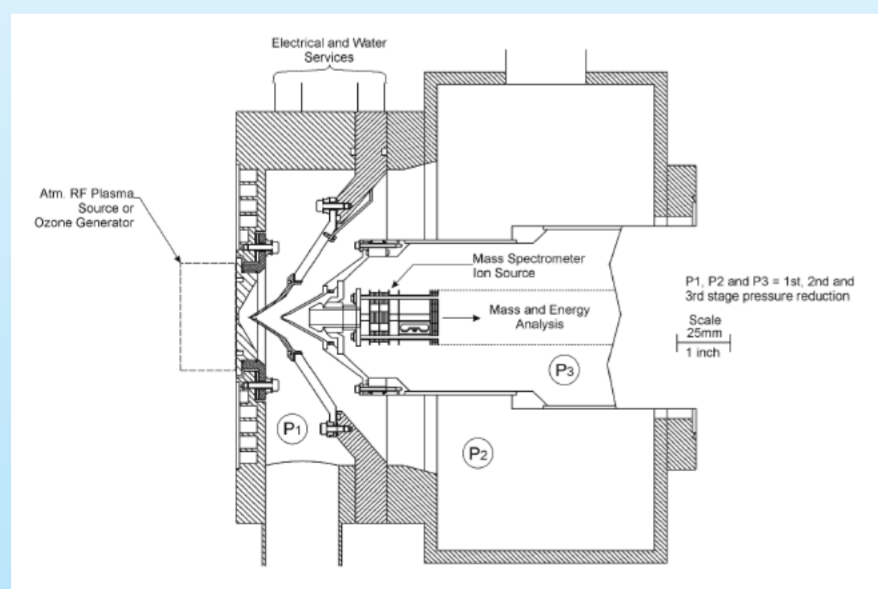 Electrical and Water
Services
Atm. RF Plasma
Source or
Ozone Generator
Mass Spectrometer
Ion Source
Mass and Energy
Analysis
P1, P2 and P3 = 1st, 2nd and
3rd stage pressure reduction
Scale
25mm
1 inch
P3
P1
P2